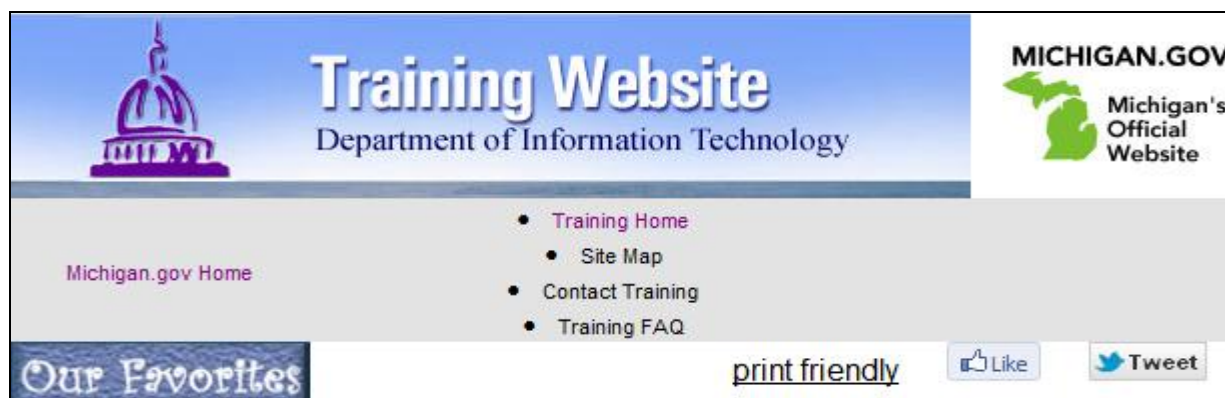 Training Website
Department of Information Technology
MICHIGAN.GOV
Michigan's
Official
Website
Michigan.gov Home
Training Home
Site Map
Contact Training
Training FAQ
Our Favorites
print friendly
Like
Tweet